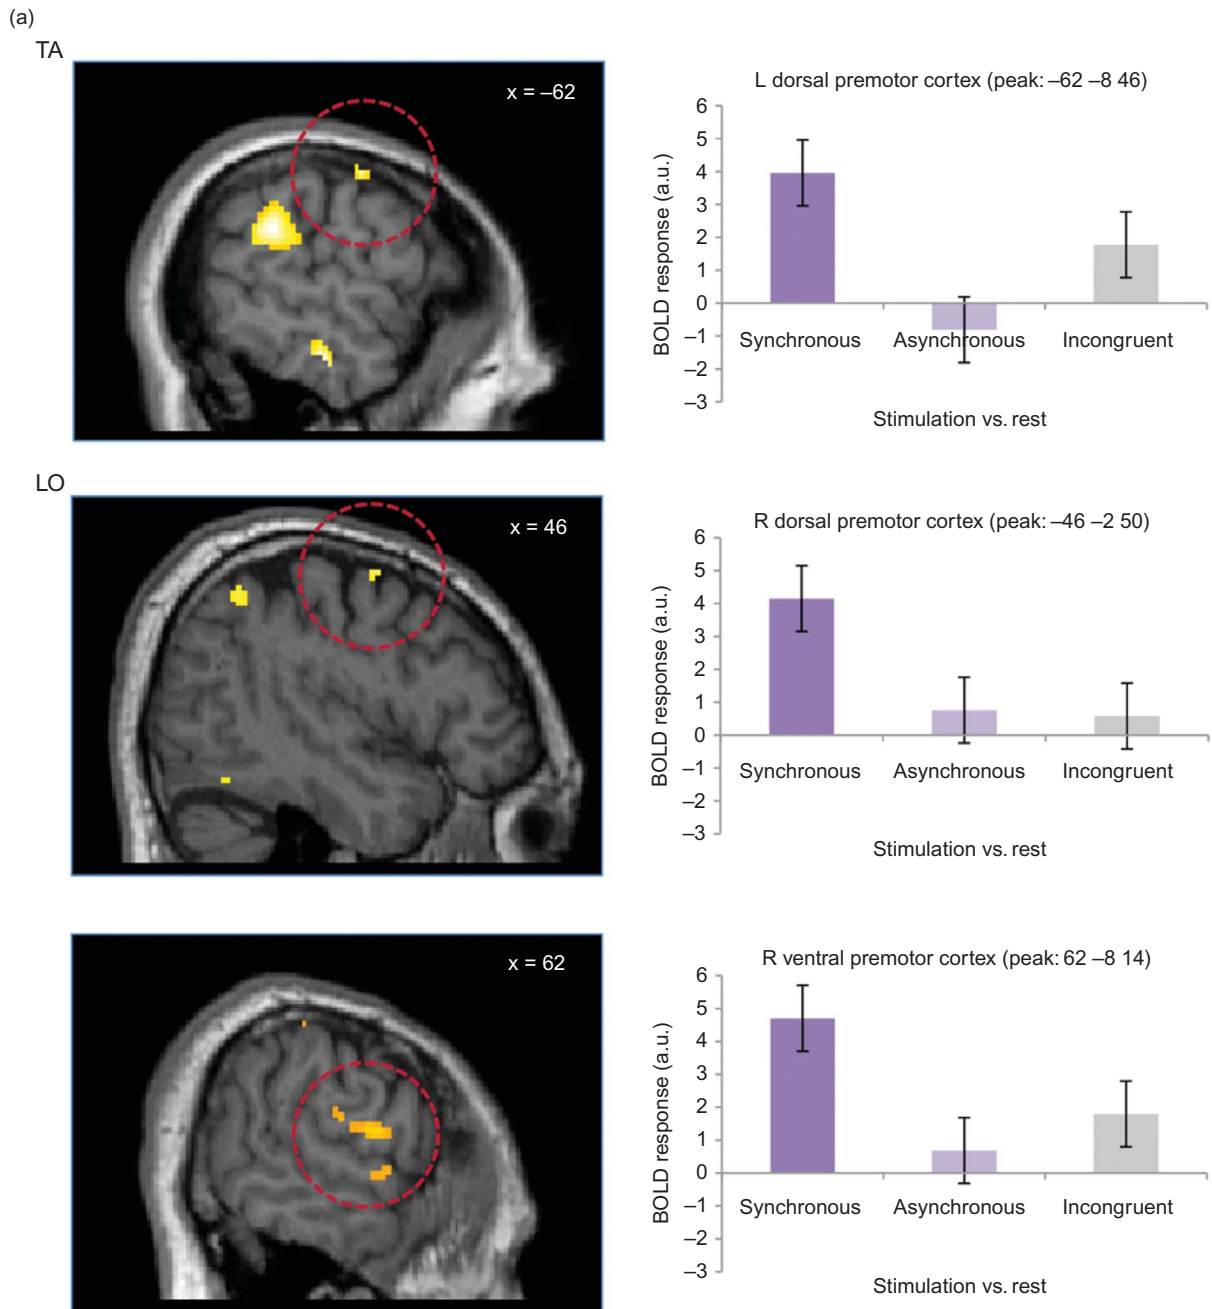 (a)
TA
x = –62
L dorsal premotor cortex (peak: –62 –8 46)
6
5
4
3
2
1
0
–1
–2
–3
BOLD response (a.u.)
Synchronous
Asynchronous
Incongruent
Stimulation vs. rest
LO
x = 46
R dorsal premotor cortex (peak: –46 –2 50)
6
5
4
3
2
1
0
–1
–2
–3
BOLD response (a.u.)
Synchronous
Asynchronous
Incongruent
Stimulation vs. rest
x = 62
R ventral premotor cortex (peak: 62 –8 14)
6
5
4
3
2
1
0
–1
–2
–3
BOLD response (a.u.)
Synchronous
Asynchronous
Incongruent
Stimulation vs. rest